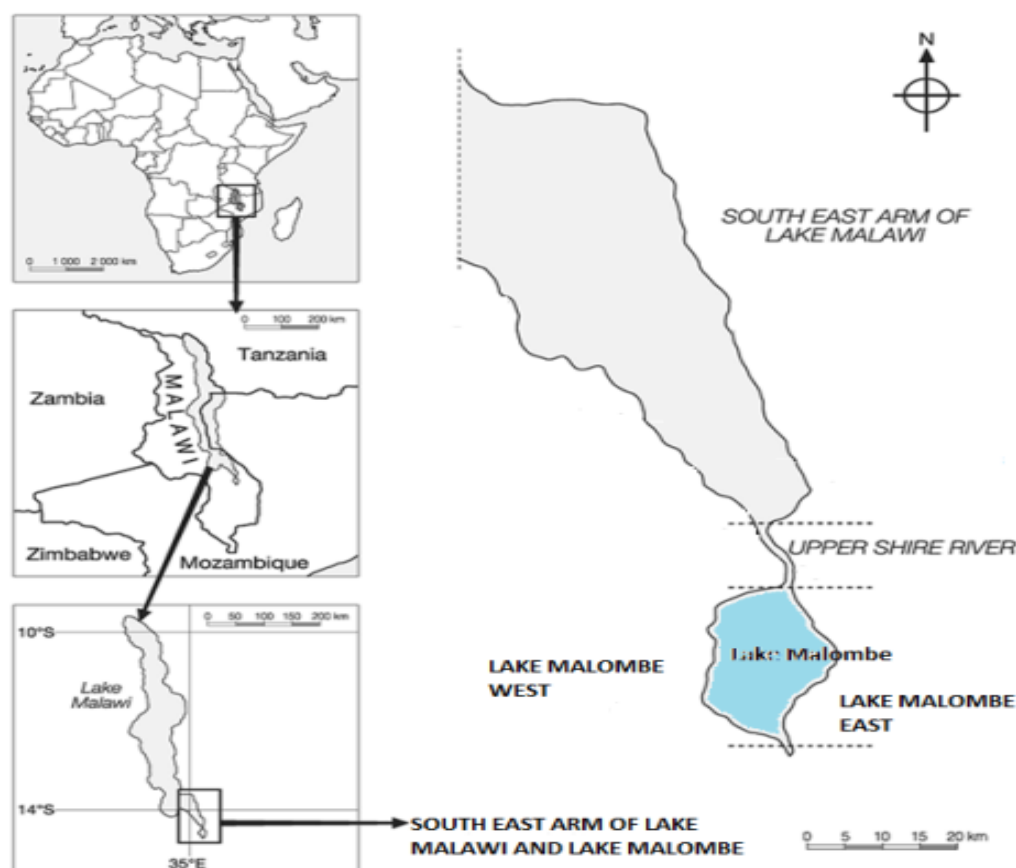 0 1 000 2 000 km
0 100 200 km
Tanzania
Zambia
MALAWI
Zimbabwe
Mozambique
0 50 100 150 200 km
10°S
Lake
Malawi
14°S
35°E
SOUTH EAST ARM OF LAKE
MALAWI AND LAKE MALOMBE
N
SOUTH EAST ARM OF
LAKE MALAWI
UPPER SHIRE RIVER
Lake Malombe
LAKE MALOMBE
WEST
LAKE MALOMBE
EAST
0 5 10 15 20 km